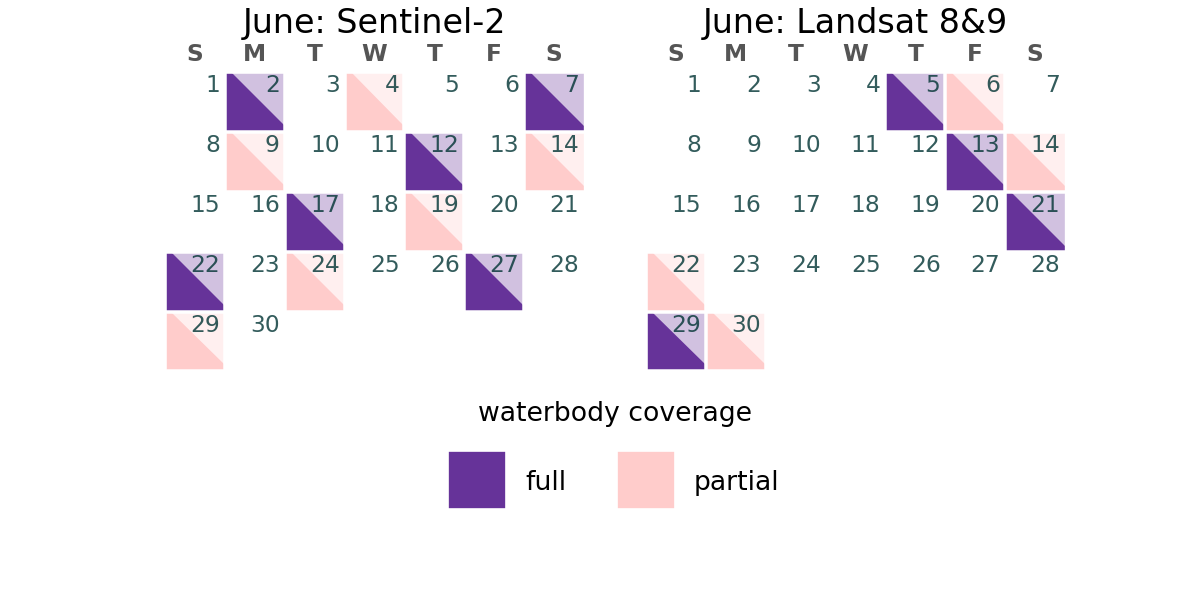 June: Sentinel-2
S M T W T F S
1 2 3 4 5 6 7
8 9 10 11 12 13 14
15 16 17 18 19 20 21
22 23 24 25 26 27 28
29 30
June: Landsat 8&9
S M T W T F S
1 2 3 4 5 6 7
8 9 10 11 12 13 14
15 16 17 18 19 20 21
22 23 24 25 26 27 28
29 30
waterbody coverage
full partial